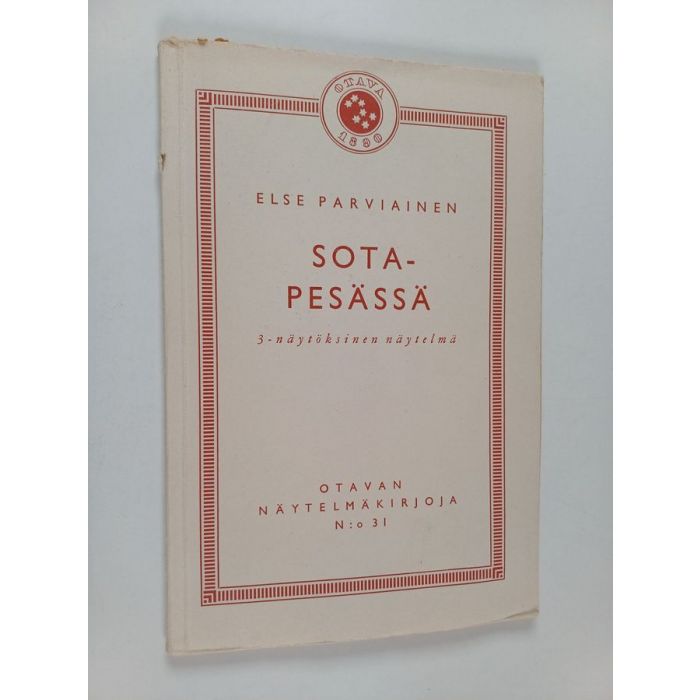 OTAVA
1890
ELSE PARVIAINEN
SOTA-
PESÄSSÄ
3-näytöksinen näytelmä
OTAVAN
NÄYTELMÄKIRJOJA
N:o 31